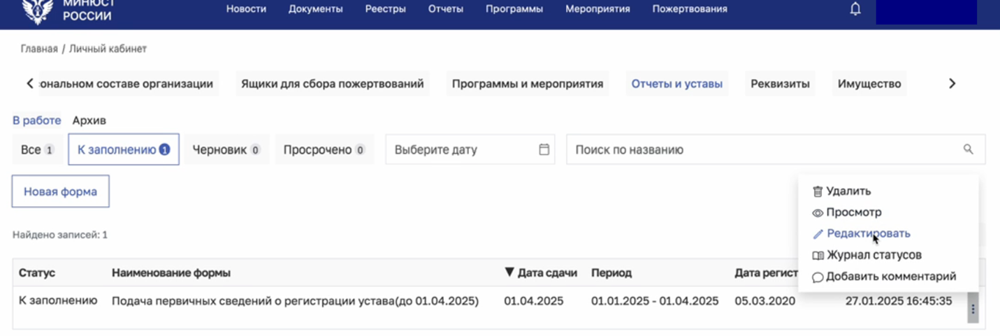 МИНЮСТ
РОССИИ
Новости Документы Реестры Отчеты Программы Мероприятия Пожертвования
Главная / Личный кабинет
ональном составе организации Ящики для сбора пожертвований Программы и мероприятия Отчеты и уставы Реквизиты Имущество
В работе Архив
Все 1 К заполнению 1 Черновик 0 Просрочено 0 Выберите дату Поиск по названию
Новая форма
Удалить
Просмотр
Редактировать
Журнал статусов
Добавить комментарий
Найдено записей: 1
Статус Наименование формы ▼ Дата сдачи Период Дата регист
К заполнению Подача первичных сведений о регистрации устава(до 01.04.2025) 01.04.2025 01.01.2025 - 01.04.2025 05.03.2020 27.01.2025 16:45:35